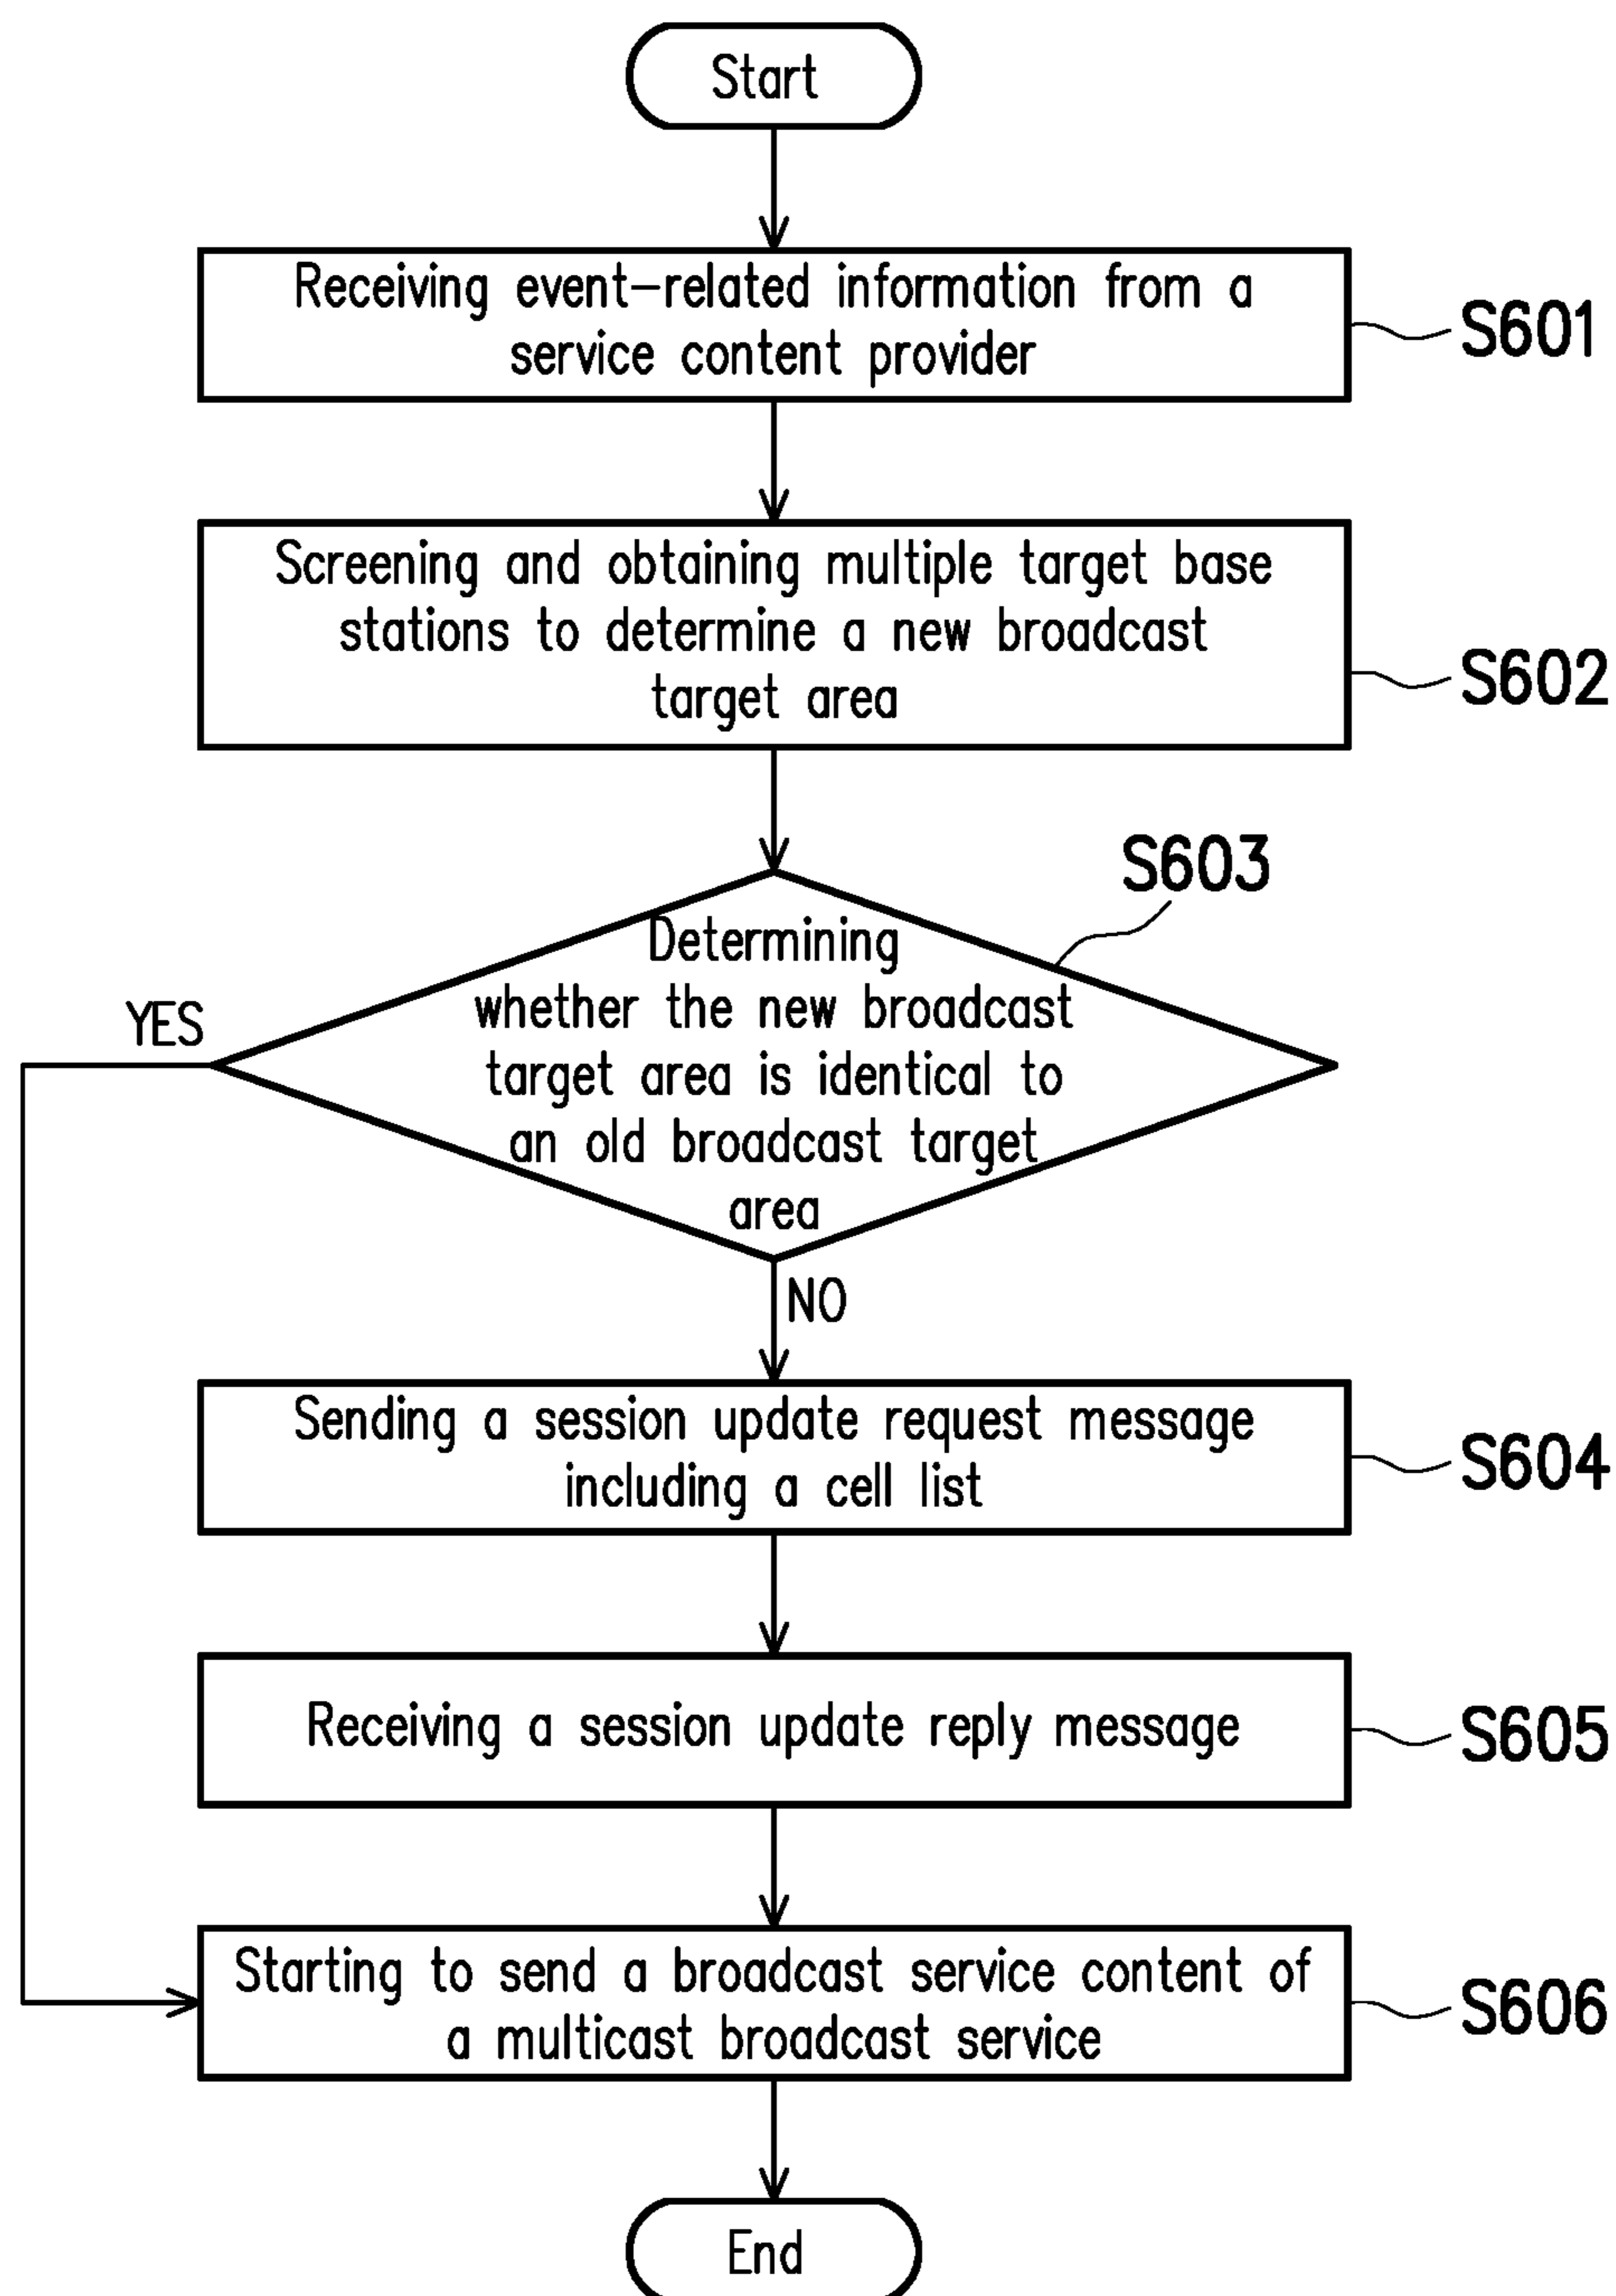 Start
Receiving event-related information from a
service content provider
S601
Screening and obtaining multiple target base
stations to determine a new broadcast
target area
S602
S603
Determining
whether the new broadcast
target area is identical to
an old broadcast target
area
YES
NO
Sending a session update request message
including a cell list
S604
Receiving a session update reply message
S605
Starting to send a broadcast service content of
a multicast broadcast service
S606
End